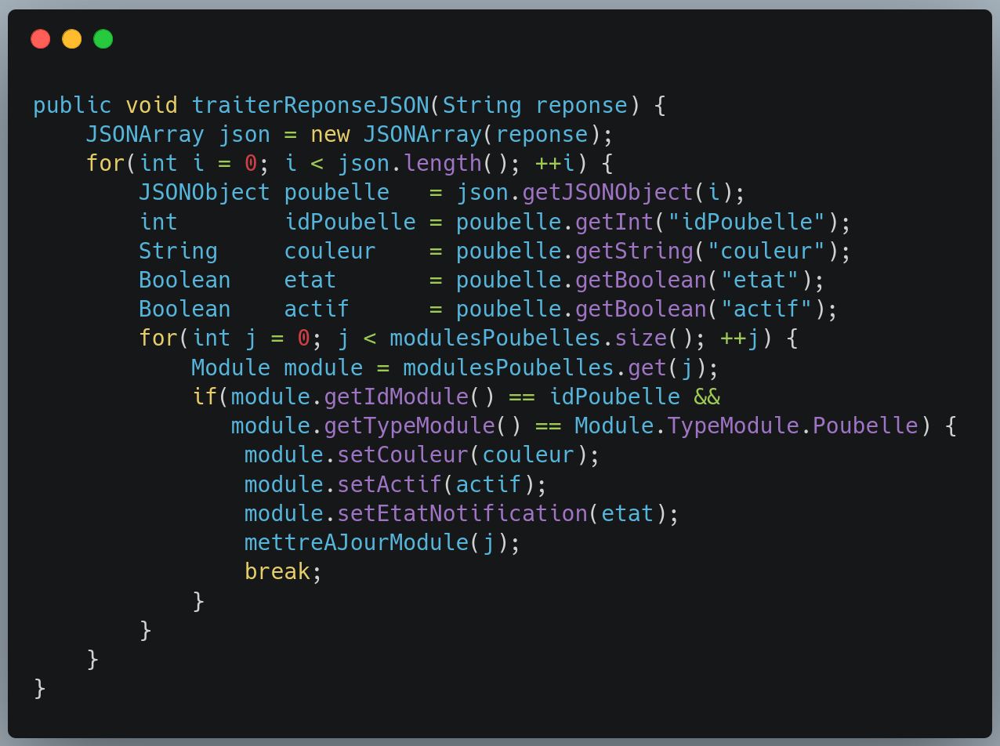 public void traiterReponseJSON(String reponse) {
    JSONArray json = new JSONArray(reponse);
    for(int i = 0; i < json.length(); ++i) {
        JSONObject poubelle   = json.getJSONObject(i);
        int        idPoubelle = poubelle.getInt("idPoubelle");
        String     couleur    = poubelle.getString("couleur");
        Boolean    etat       = poubelle.getBoolean("etat");
        Boolean    actif      = poubelle.getBoolean("actif");
        for(int j = 0; j < modulesPoubelles.size(); ++j) {
            Module module = modulesPoubelles.get(j);
            if(module.getIdModule() == idPoubelle &&
               module.getTypeModule() == Module.TypeModule.Poubelle) {
                module.setCouleur(couleur);
                module.setActif(actif);
                module.setEtatNotification(etat);
                mettreAJourModule(j);
                break;
            }
        }
    }
}